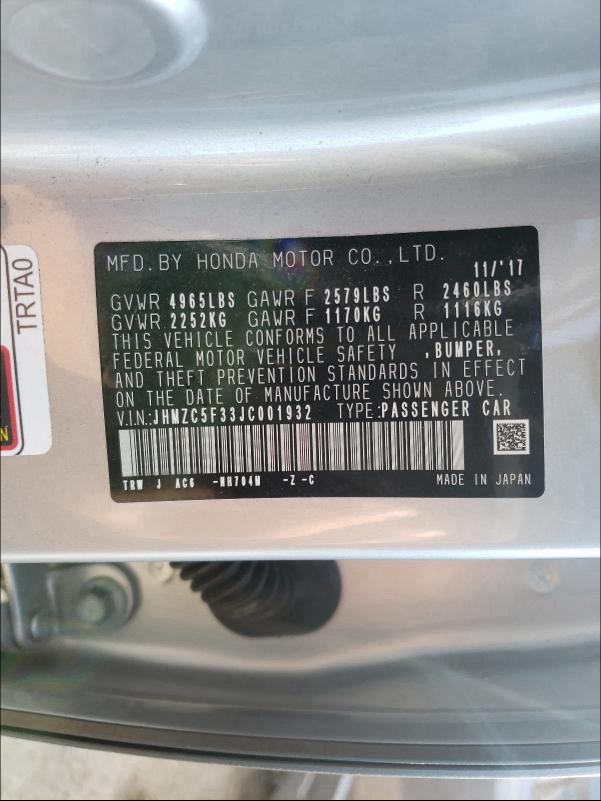 MFD. BY HONDA MOTOR CO., LTD. 11/'17
GVWR 4965LBS GAWR F 2579LBS R 2460LBS
GVWR 2252KG GAWR F 1170KG R 1116KG
THIS VEHICLE CONFORMS TO ALL APPLICABLE
FEDERAL MOTOR VEHICLE SAFETY ,BUMPER,
AND THEFT PREVENTION STANDARDS IN EFFECT
ON THE DATE OF MANUFACTURE SHOWN ABOVE.
V.I.N.:JHMZC5F33JC001932 TYPE:PASSENGER CAR
TRW J AC6 -NH704M -Z -C MADE IN JAPAN
TRTA0